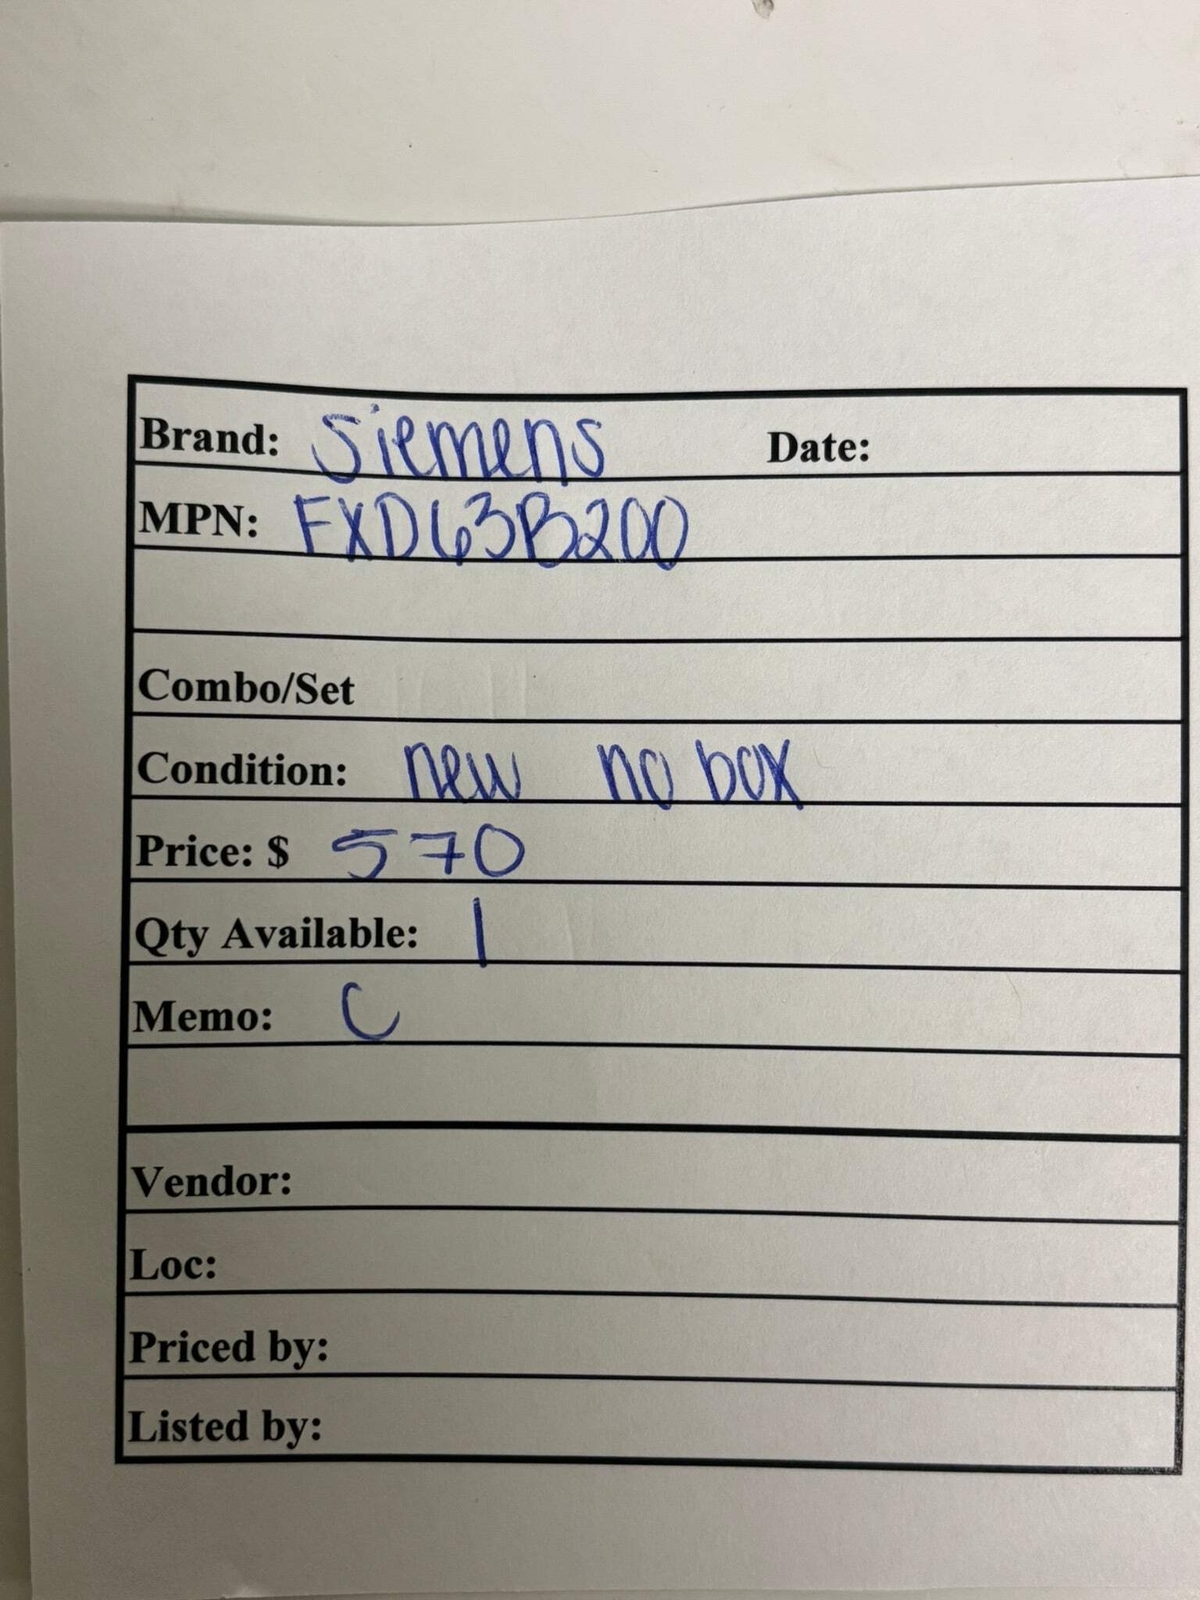 Brand: Siemens Date:
MPN: FXD63B200
Combo/Set
Condition: new no box
Price: $ 570
Qty Available: 1
Memo: C
Vendor:
Loc:
Priced by:
Listed by: